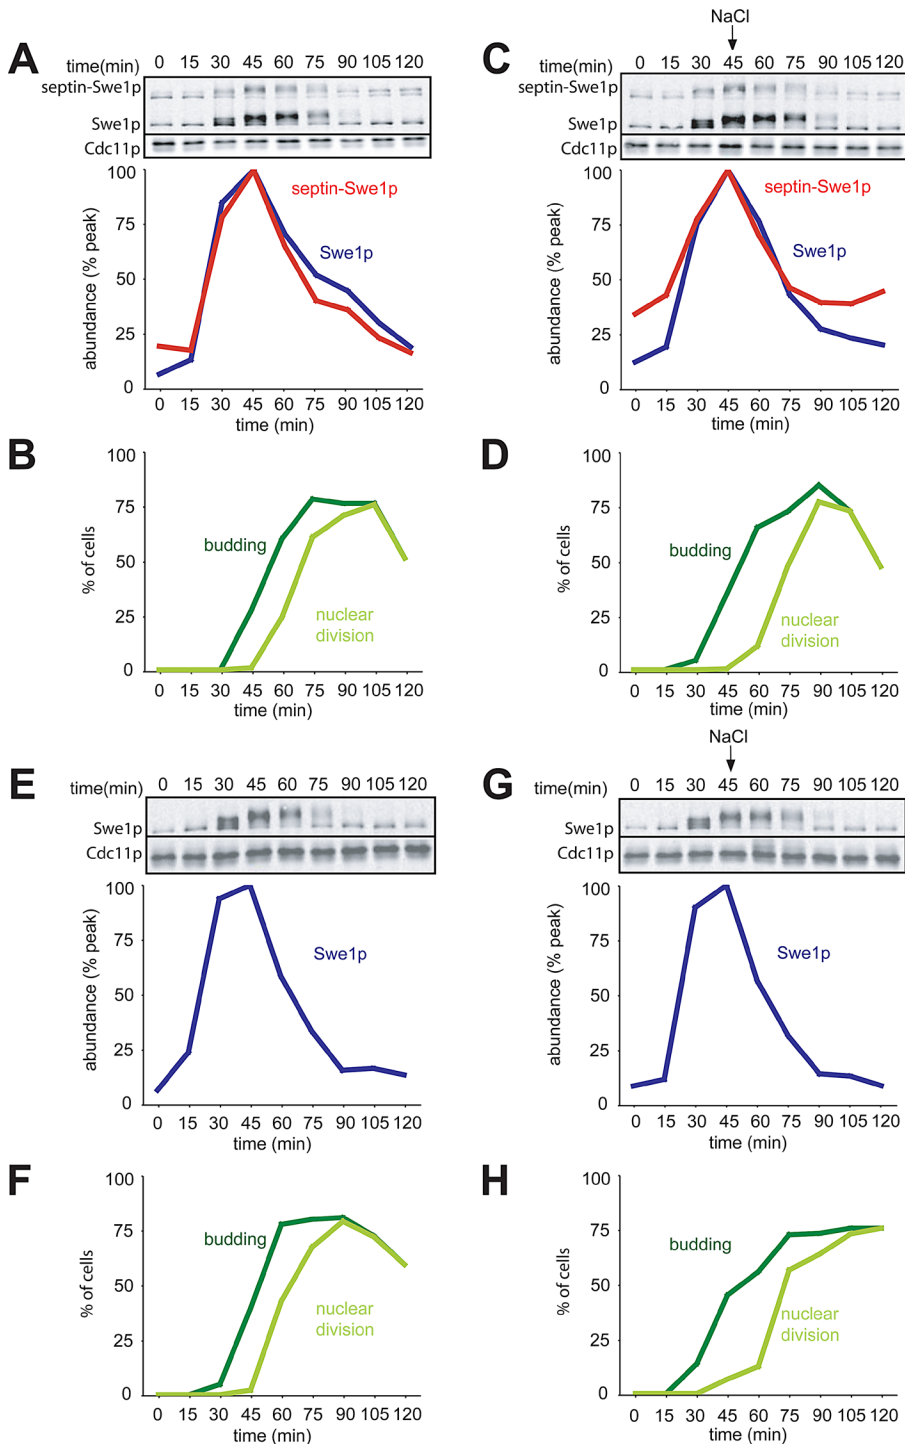 A
time(min) 0 15 30 45 60 75 90 105 120
septin-Swe1p
Swe1p
Cdc11p
abundance (% peak)
100
75
50
25
0
septin-Swe1p
Swe1p
0 15 30 45 60 75 90 105 120
time (min)
B
% of cells
100
75
50
25
0
budding
nuclear
division
0 15 30 45 60 75 90 105 120
time (min)
NaCl
C
time(min) 0 15 30 45 60 75 90 105 120
septin-Swe1p
Swe1p
Cdc11p
abundance (% peak)
100
75
50
25
0
septin-Swe1p
Swe1p
0 15 30 45 60 75 90 105 120
time (min)
D
% of cells
100
75
50
25
0
budding
nuclear
division
0 15 30 45 60 75 90 105 120
time (min)
E
time(min) 0 15 30 45 60 75 90 105 120
Swe1p
Cdc11p
abundance (% peak)
100
75
50
25
0
Swe1p
0 15 30 45 60 75 90 105 120
time (min)
F
% of cells
100
75
50
25
0
budding
nuclear
division
0 15 30 45 60 75 90 105 120
time (min)
NaCl
G
time(min) 0 15 30 45 60 75 90 105 120
Swe1p
Cdc11p
abundance (% peak)
100
75
50
25
0
Swe1p
0 15 30 45 60 75 90 105 120
time (min)
H
% of cells
100
75
50
25
0
budding
nuclear
division
0 15 30 45 60 75 90 105 120
time (min)